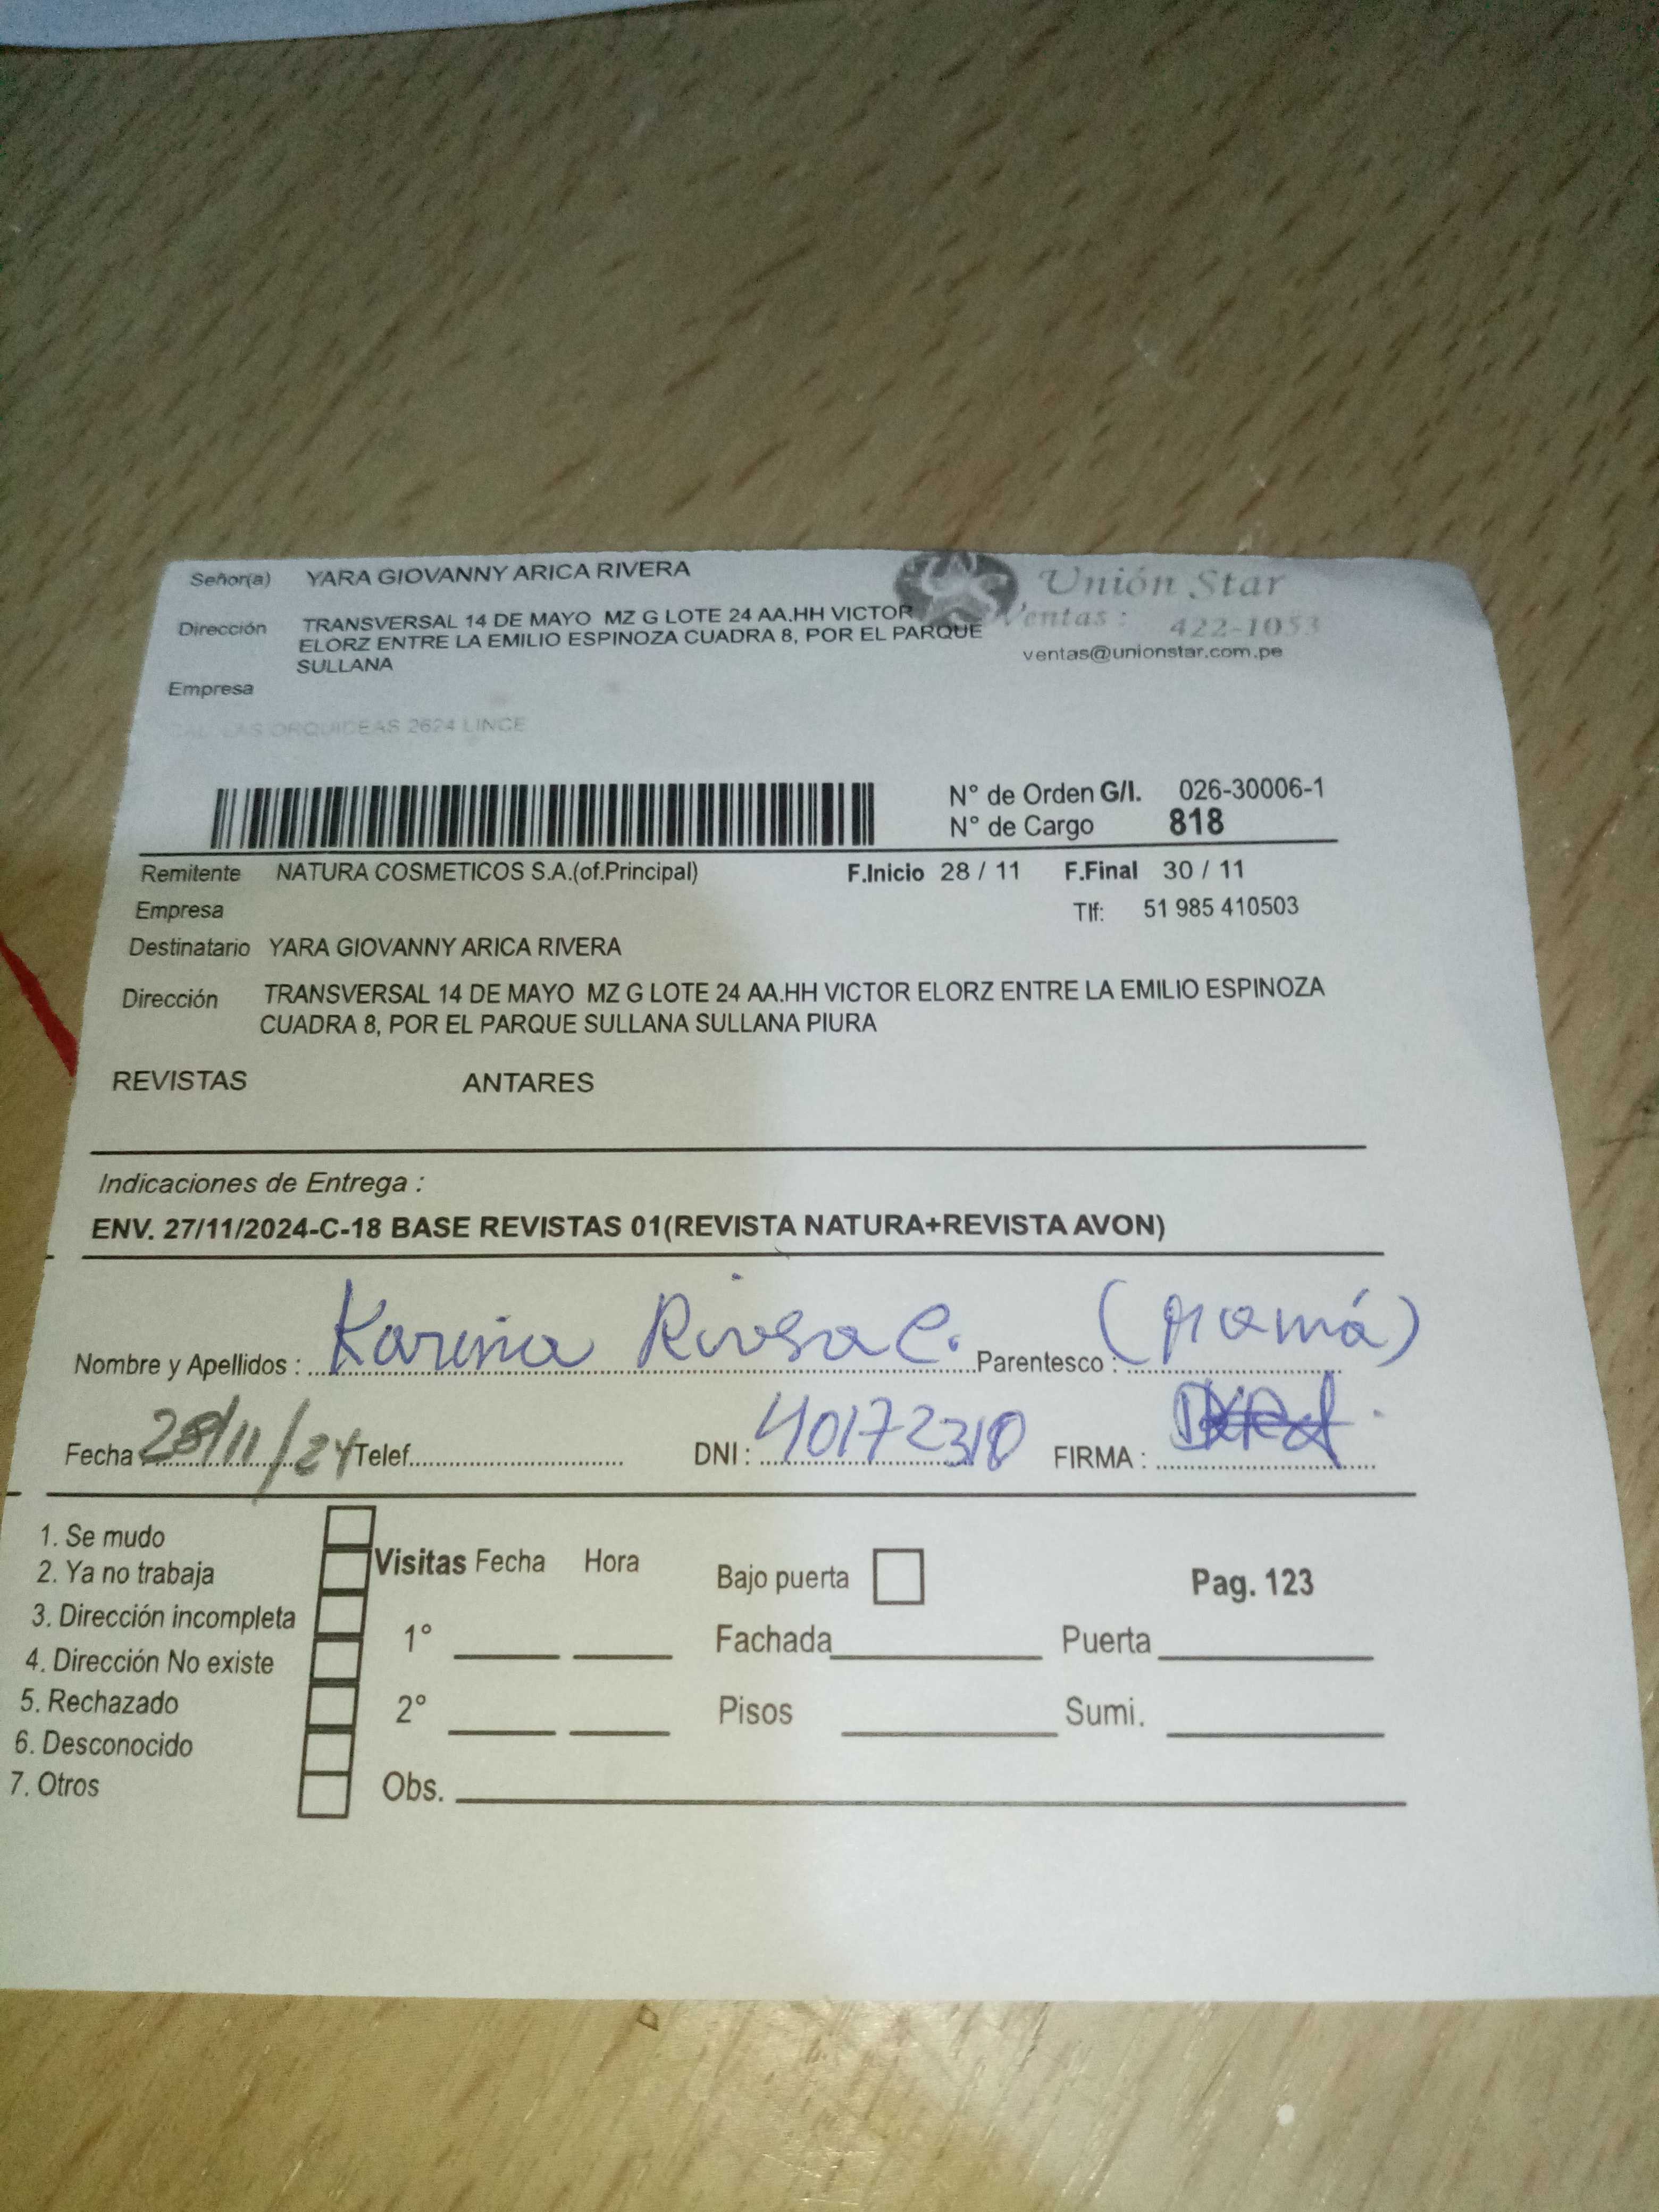 Señor(a) YARA GIOVANNY ARICA RIVERA
Unión Star
Ventas : 422-1053
ventas@unionstar.com.pe
Dirección TRANSVERSAL 14 DE MAYO MZ G LOTE 24 AA.HH VICTOR
ELORZ ENTRE LA EMILIO ESPINOZA CUADRA 8, POR EL PARQUE
SULLANA
Empresa
CAL. LAS ORQUIDEAS 2624 LINCE
N° de Orden G/I. 026-30006-1
N° de Cargo 818
Remitente NATURA COSMETICOS S.A.(of.Principal) F.Inicio 28 / 11 F.Final 30 / 11
Empresa Tlf: 51 985 410503
Destinatario YARA GIOVANNY ARICA RIVERA
Dirección TRANSVERSAL 14 DE MAYO MZ G LOTE 24 AA.HH VICTOR ELORZ ENTRE LA EMILIO ESPINOZA
CUADRA 8, POR EL PARQUE SULLANA SULLANA PIURA
REVISTAS ANTARES
Indicaciones de Entrega :
ENV. 27/11/2024-C-18 BASE REVISTAS 01(REVISTA NATURA+REVISTA AVON)
Nombre y Apellidos : Karina Rivera C. Parentesco : (Mamá)
Fecha : 28/11/24 Telef. DNI : 40172310 FIRMA :
1. Se mudo
2. Ya no trabaja
3. Dirección incompleta
4. Dirección No existe
5. Rechazado
6. Desconocido
7. Otros
Visitas Fecha Hora Bajo puerta Pag. 123
1° Fachada Puerta
2° Pisos Sumi.
Obs.